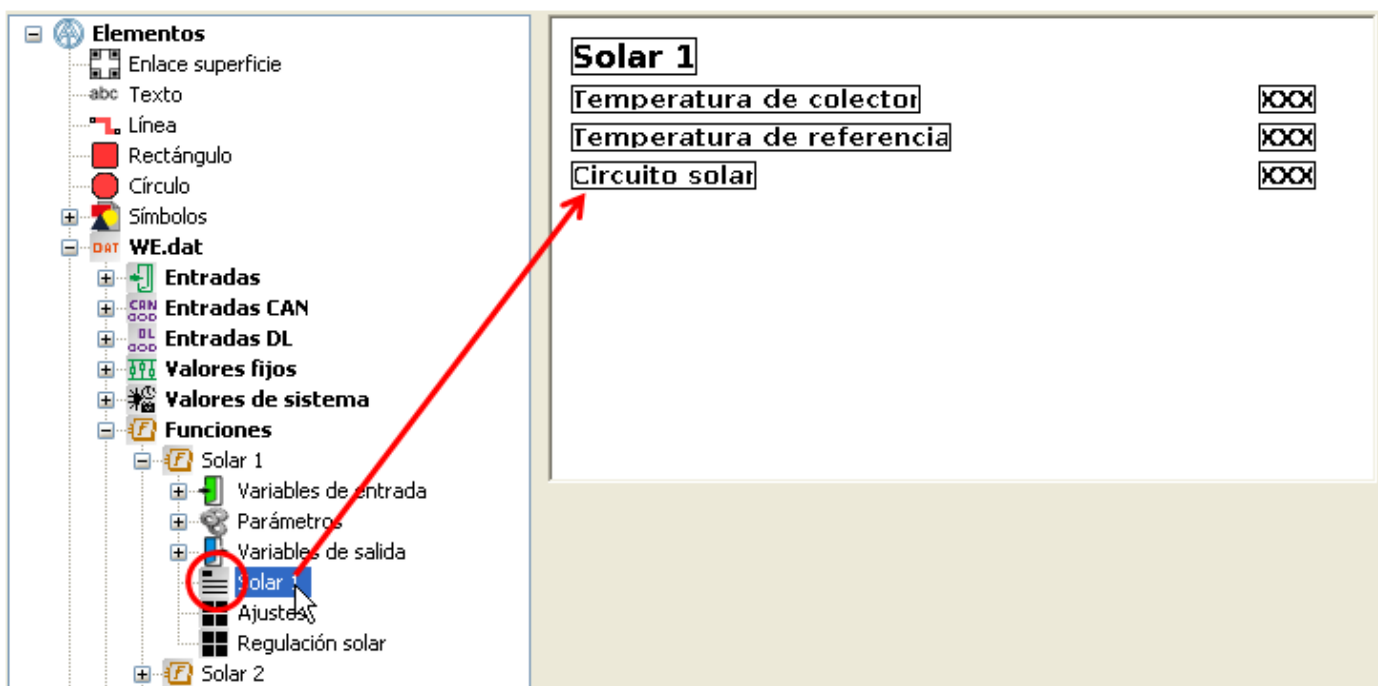 Elementos
Enlace superficie
abc Texto
Línea
Rectángulo
Círculo
Símbolos
DAT WE.dat
Entradas
CAN Entradas CAN
DL Entradas DL
Valores fijos
Valores de sistema
F Funciones
F Solar 1
Variables de entrada
Parámetros
Variables de salida
Solar 1
Ajustes
Regulación solar
F Solar 2
Solar 1
Temperatura de colector XXX
Temperatura de referencia XXX
Circuito solar XXX